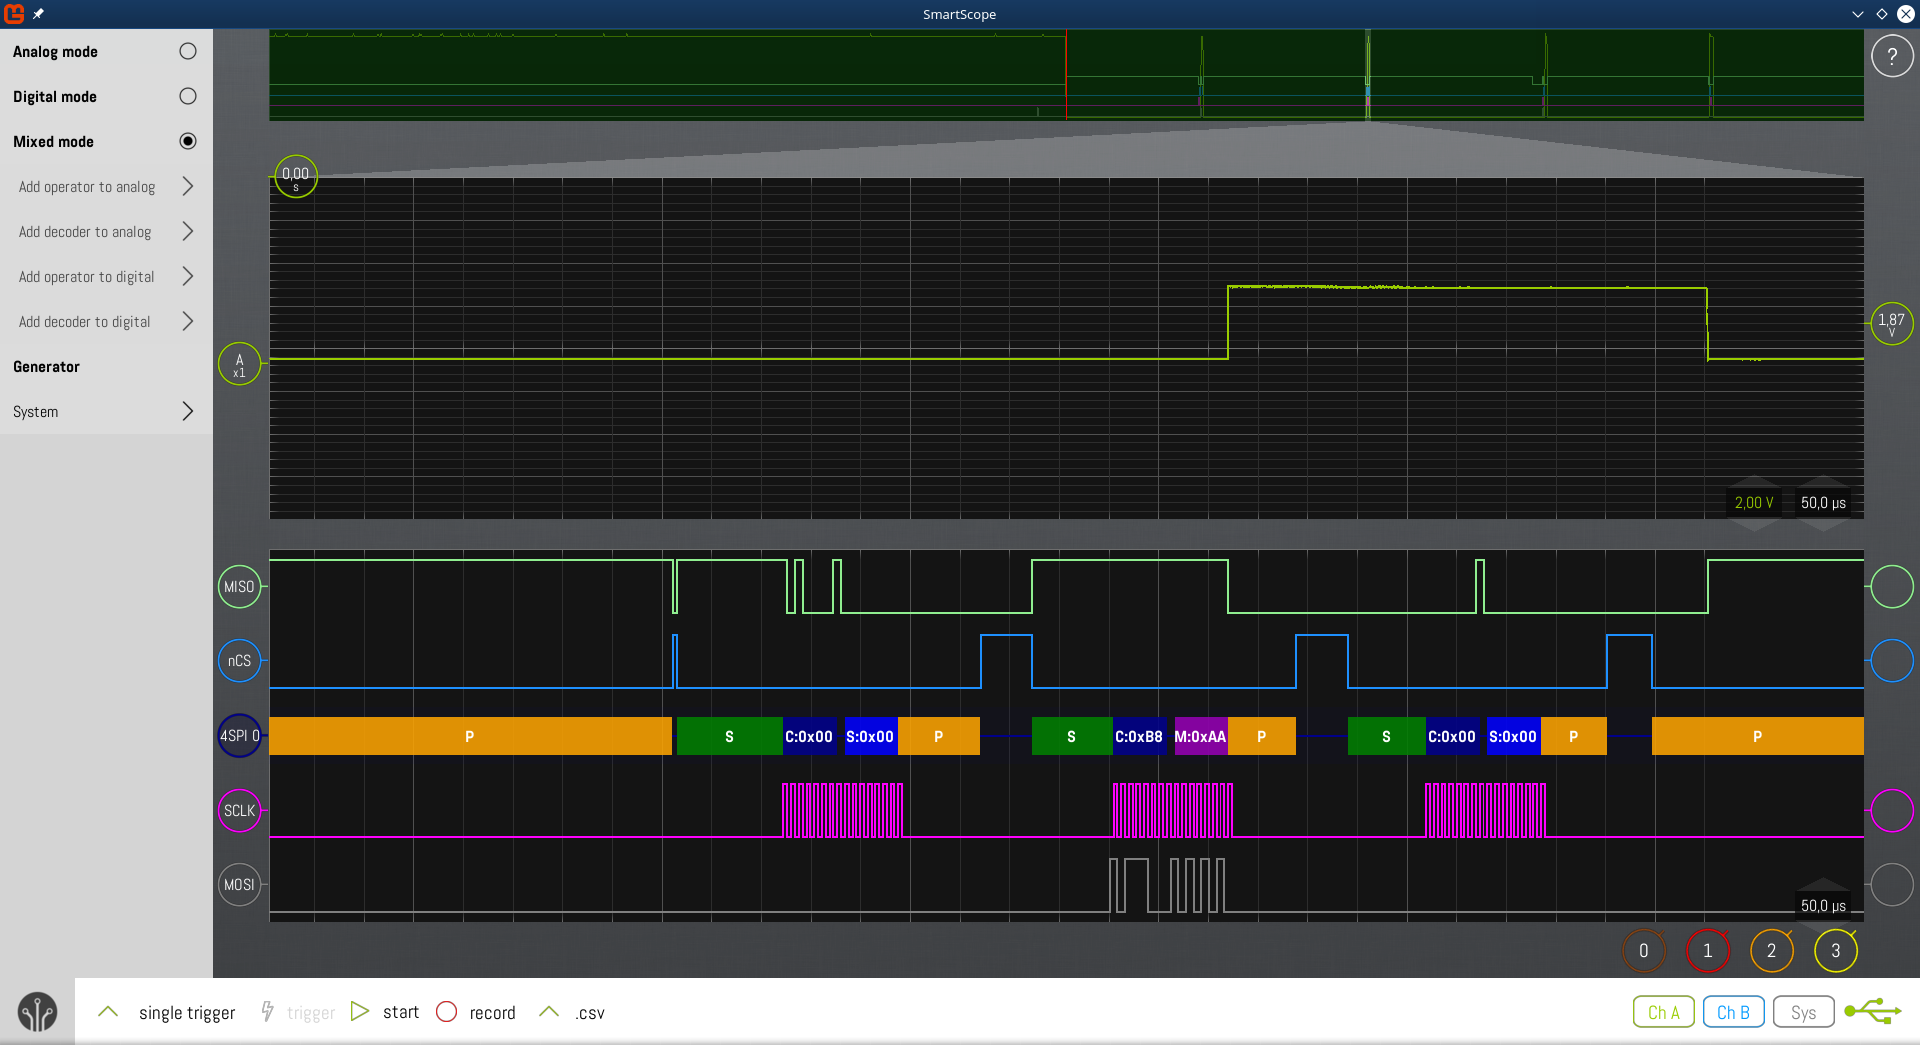 SmartScope
Analog mode
Digital mode
Mixed mode
Add operator to analog
Add decoder to analog
Add operator to digital
Add decoder to digital
Generator
System
?
0,00
s
A
x1
1,87
V
2,00 V
50,0 µs
MISO
nCS
4SPI 0
P
S
C:0x00
S:0x00
P
S
C:0xB8
M:0xAA
P
S
C:0x00
S:0x00
P
P
SCLK
MOSI
50,0 µs
0
1
2
3
single trigger
trigger
start
record
.csv
Ch A
Ch B
Sys